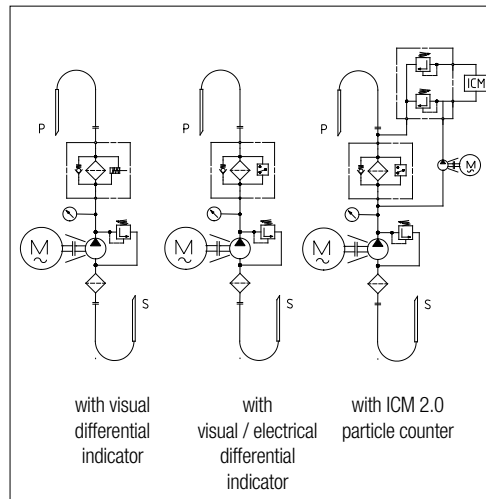 ICM
M
~
P
P
P
M
~
M
~
M
~
S
S
S
with visual
differential
indicator
with
visual / electrical
differential
indicator
with ICM 2.0
particle counter